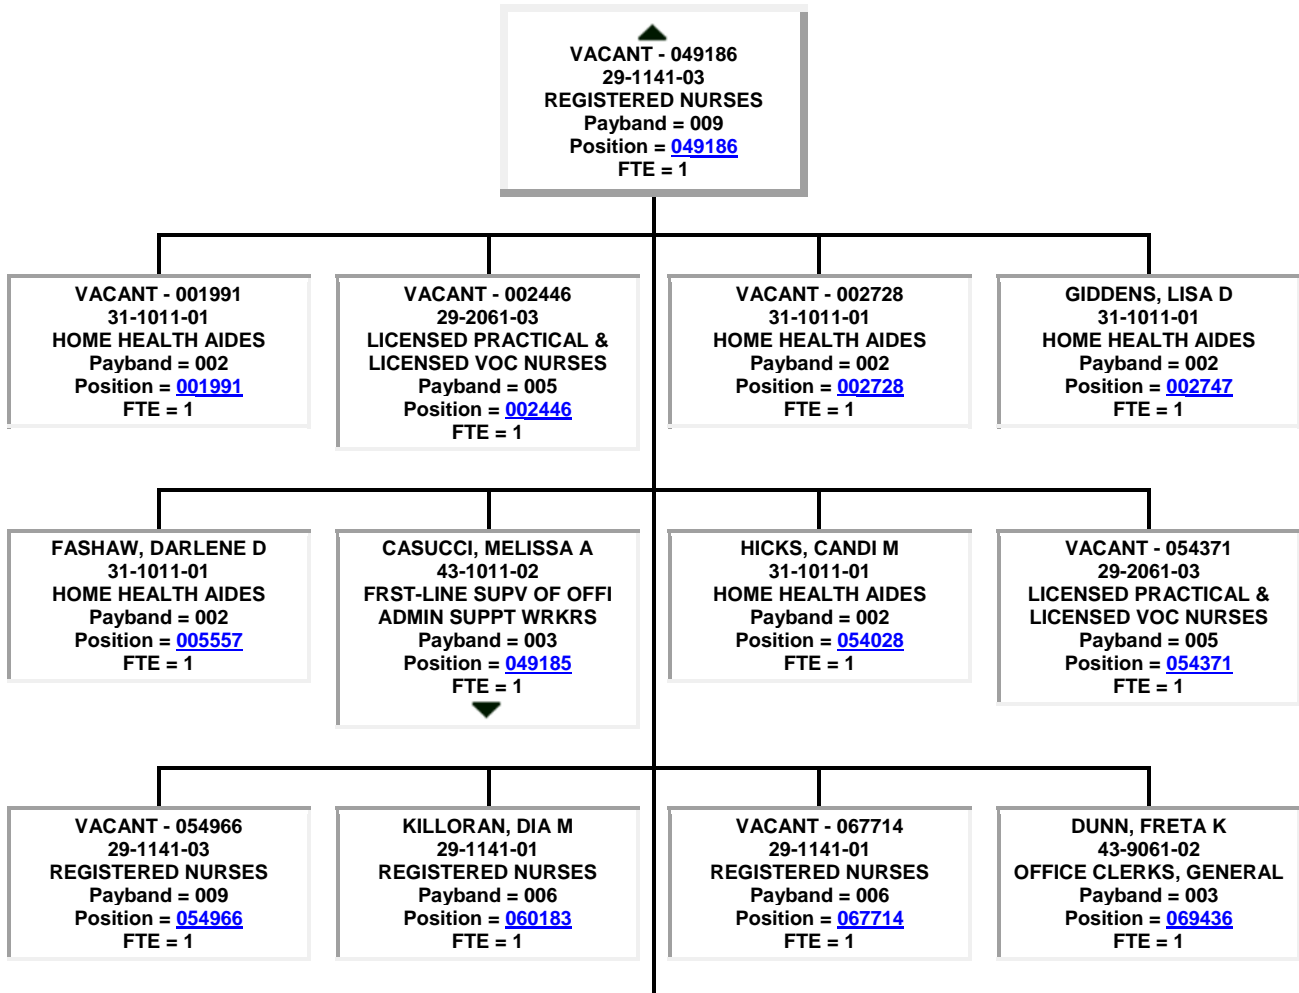 VACANT - 049186
29-1141-03
REGISTERED NURSES
Payband = 009
Position = 049186
FTE = 1
VACANT - 001991
31-1011-01
HOME HEALTH AIDES
Payband = 002
Position = 001991
FTE = 1
VACANT - 002446
29-2061-03
LICENSED PRACTICAL &
LICENSED VOC NURSES
Payband = 005
Position = 002446
FTE = 1
VACANT - 002728
31-1011-01
HOME HEALTH AIDES
Payband = 002
Position = 002728
FTE = 1
GIDDENS, LISA D
31-1011-01
HOME HEALTH AIDES
Payband = 002
Position = 002747
FTE = 1
FASHAW, DARLENE D
31-1011-01
HOME HEALTH AIDES
Payband = 002
Position = 005557
FTE = 1
CASUCCI, MELISSA A
43-1011-02
FRST-LINE SUPV OF OFFI
ADMIN SUPPT WRKRS
Payband = 003
Position = 049185
FTE = 1
HICKS, CANDI M
31-1011-01
HOME HEALTH AIDES
Payband = 002
Position = 054028
FTE = 1
VACANT - 054371
29-2061-03
LICENSED PRACTICAL &
LICENSED VOC NURSES
Payband = 005
Position = 054371
FTE = 1
VACANT - 054966
29-1141-03
REGISTERED NURSES
Payband = 009
Position = 054966
FTE = 1
KILLORAN, DIA M
29-1141-01
REGISTERED NURSES
Payband = 006
Position = 060183
FTE = 1
VACANT - 067714
29-1141-01
REGISTERED NURSES
Payband = 006
Position = 067714
FTE = 1
DUNN, FRETA K
43-9061-02
OFFICE CLERKS, GENERAL
Payband = 003
Position = 069436
FTE = 1